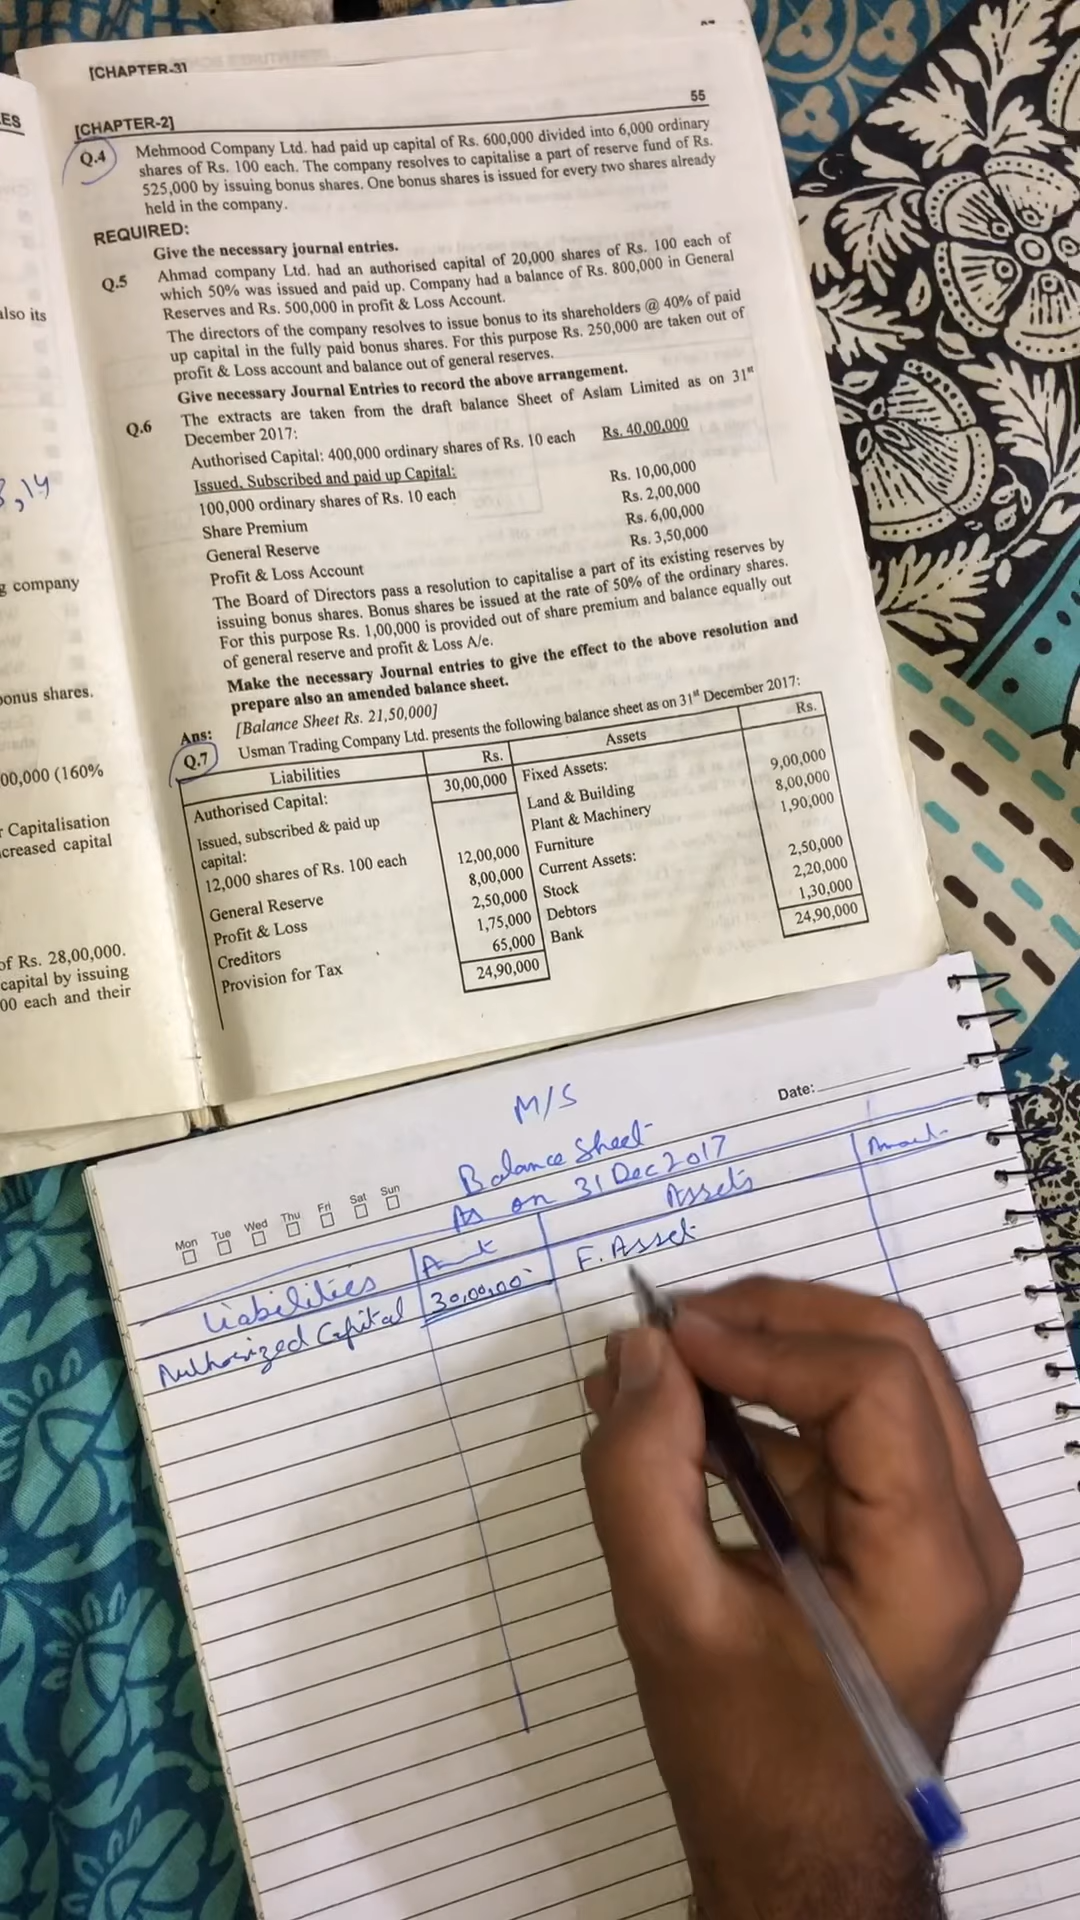 [CHAPTER-3]
ES
[CHAPTER-2]
55
Q.4 Mehmood Company Ltd. had paid up capital of Rs. 600,000 divided into 6,000 ordinary
shares of Rs. 100 each. The company resolves to capitalise a part of reserve fund of Rs.
525,000 by issuing bonus shares. One bonus shares is issued for every two shares already
held in the company.
REQUIRED:
Give the necessary journal entries.
Q.5 Ahmad company Ltd. had an authorised capital of 20,000 shares of Rs. 100 each of
which 50% was issued and paid up. Company had a balance of Rs. 800,000 in General
Reserves and Rs. 500,000 in profit & Loss Account.
The directors of the company resolves to issue bonus to its shareholders @ 40% of paid
up capital in the fully paid bonus shares. For this purpose Rs. 250,000 are taken out of
profit & Loss account and balance out of general reserves.
Give necessary Journal Entries to record the above arrangement.
Q.6 The extracts are taken from the draft balance Sheet of Aslam Limited as on 31st
December 2017:
Authorised Capital: 400,000 ordinary shares of Rs. 10 each Rs. 40,00,000
Issued, Subscribed and paid up Capital:
100,000 ordinary shares of Rs. 10 each Rs. 10,00,000
Share Premium Rs. 2,00,000
General Reserve Rs. 6,00,000
Profit & Loss Account Rs. 3,50,000
The Board of Directors pass a resolution to capitalise a part of its existing reserves by
issuing bonus shares. Bonus shares be issued at the rate of 50% of the ordinary shares.
For this purpose Rs. 1,00,000 is provided out of share premium and balance equally out
of general reserve and profit & Loss A/e.
Make the necessary Journal entries to give the effect to the above resolution and
prepare also an amended balance sheet.
Ans: [Balance Sheet Rs. 21,50,000]
Q.7 Usman Trading Company Ltd. presents the following balance sheet as on 31st December 2017:
Liabilities Rs. Assets Rs.
Authorised Capital: 30,00,000 Fixed Assets:
Land & Building 9,00,000
Issued, subscribed & paid up Plant & Machinery 8,00,000
capital: Furniture 1,90,000
12,000 shares of Rs. 100 each 12,00,000 Current Assets:
General Reserve 8,00,000 Stock 2,50,000
Profit & Loss 2,50,000 Debtors 2,20,000
Creditors 1,75,000 Bank 1,30,000
Provision for Tax 65,000
24,90,000 24,90,000
also its
, 14
g company
bonus shares.
00,000 (160%
r Capitalisation
creased capital
of Rs. 28,00,000.
capital by issuing
00 each and their
Date:
Mon Tue Wed Thu Fri Sat Sun
M/S
Balance Sheet
As on 31 Dec 2017
Liabilities Amt Assets Amount
Authorized Capital 30,00,00 F. Asset